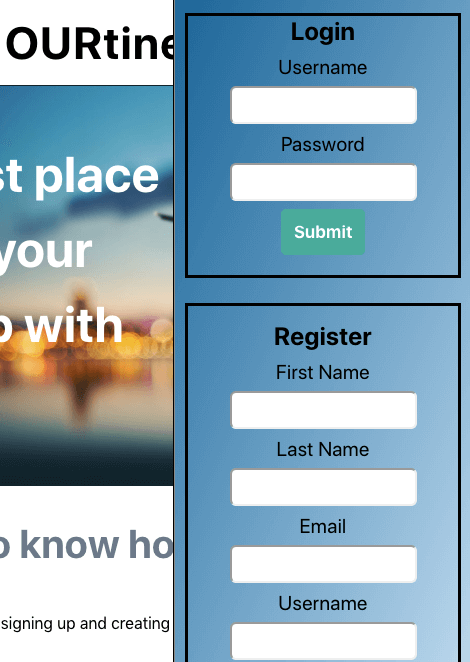 OURtine
st place
your
with
o know ho
signing up and creating
Login
Username
Password
Submit
Register
First Name
Last Name
Email
Username